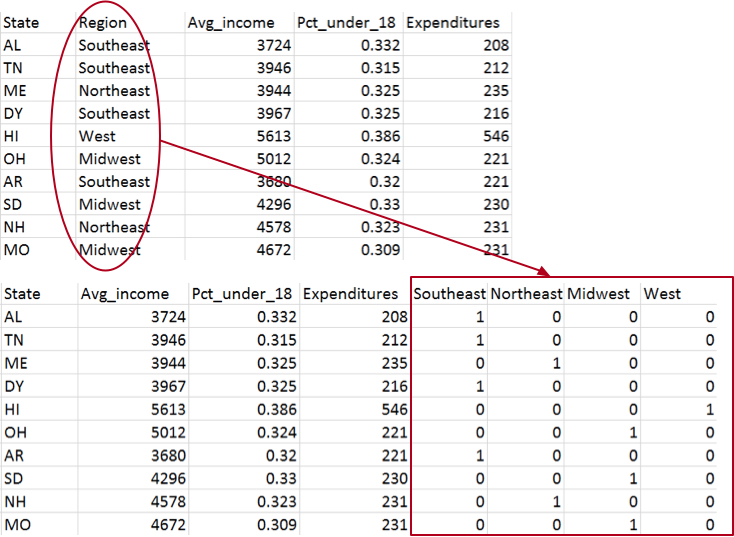 State Region Avg_income Pct_under_18 Expenditures
AL Southeast 3724 0.332 208
TN Southeast 3946 0.315 212
ME Northeast 3944 0.325 235
DY Southeast 3967 0.325 216
HI West 5613 0.386 546
OH Midwest 5012 0.324 221
AR Southeast 3680 0.32 221
SD Midwest 4296 0.33 230
NH Northeast 4578 0.323 231
MO Midwest 4672 0.309 231
State Avg_income Pct_under_18 Expenditures Southeast Northeast Midwest West
AL 3724 0.332 208 1 0 0 0
TN 3946 0.315 212 1 0 0 0
ME 3944 0.325 235 0 1 0 0
DY 3967 0.325 216 1 0 0 0
HI 5613 0.386 546 0 0 0 1
OH 5012 0.324 221 0 0 1 0
AR 3680 0.32 221 1 0 0 0
SD 4296 0.33 230 0 0 1 0
NH 4578 0.323 231 0 1 0 0
MO 4672 0.309 231 0 0 1 0